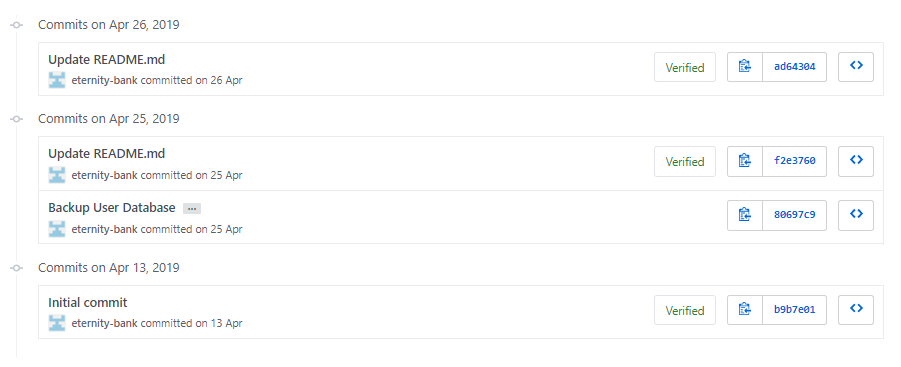 Commits on Apr 26, 2019
Update README.md
eternity-bank committed on 26 Apr
Verified
ad64304
Commits on Apr 25, 2019
Update README.md
eternity-bank committed on 25 Apr
Verified
f2e3760
Backup User Database ...
eternity-bank committed on 25 Apr
80697c9
Commits on Apr 13, 2019
Initial commit
eternity-bank committed on 13 Apr
Verified
b9b7e01